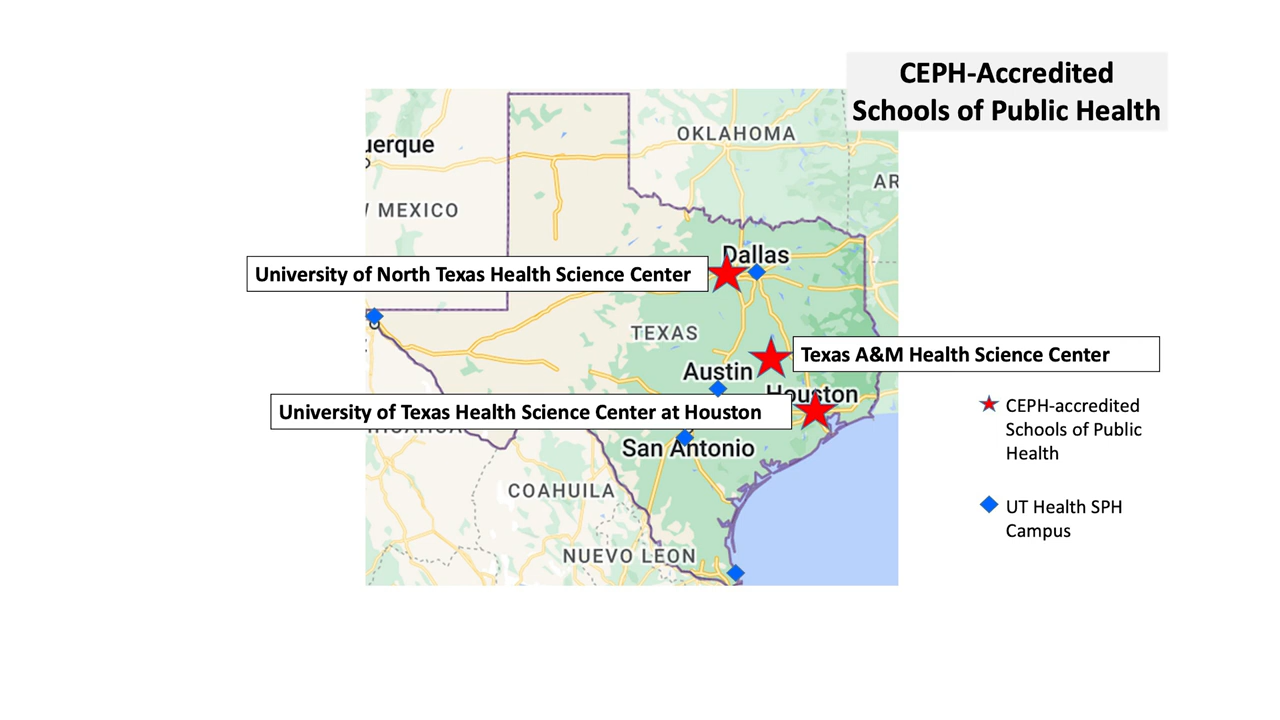 CEPH-Accredited
Schools of Public Health
OKLAHOMA
uerque
AR
MEXICO
Dallas
University of North Texas Health Science Center
TEXAS
Texas A&M Health Science Center
Austin
Houston
University of Texas Health Science Center at Houston
CEPH-accredited
Schools of Public
Health
San Antonio
COAHUILA
UT Health SPH
Campus
NUEVO LEON